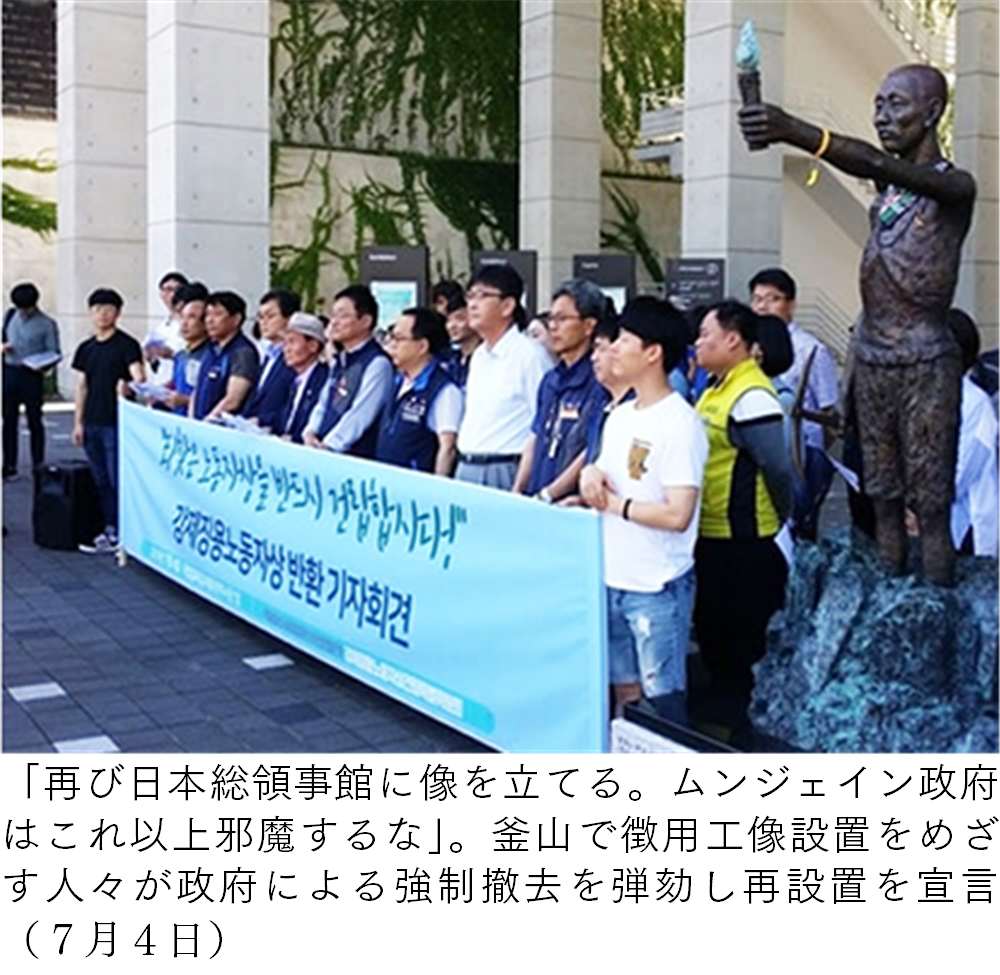 되찾은 노동자상을 반드시 건립합시다!"
강제징용노동자상 반환 기자회견
「再び日本総領事館に像を立てる。ムンジェイン政府
はこれ以上邪魔するな」。釜山で徴用工像設置をめざ
す人々が政府による強制撤去を弾劾し再設置を宣言
（７月４日）